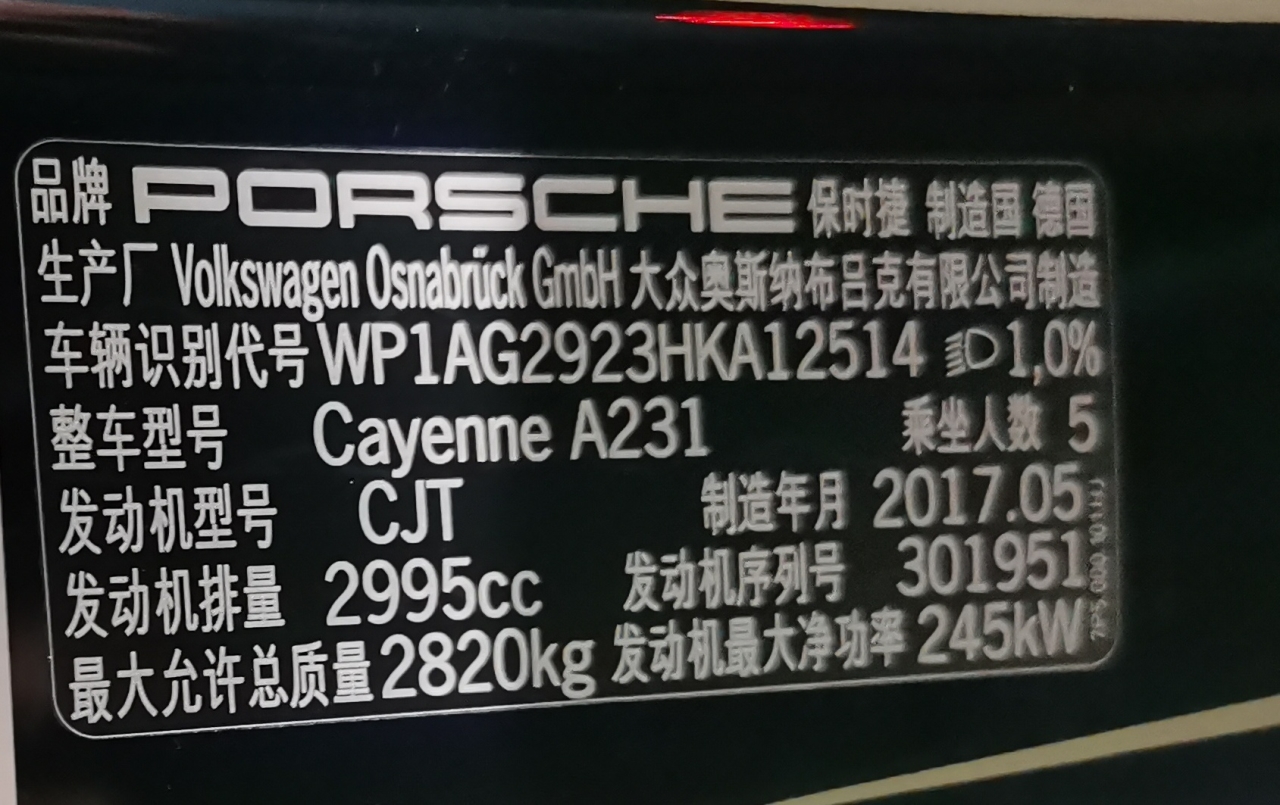 品牌 PORSCHE 保时捷 制造国 德国
生产厂 Volkswagen Osnabrück GmbH 大众奥斯纳布吕克有限公司制造
车辆识别代号 WP1AG2923HKA12514 1,0%
整车型号 Cayenne A231 乘坐人数 5
发动机型号 CJT 制造年月 2017.05
发动机排量 2995cc 发动机序列号 301951
最大允许总质量 2820kg 发动机最大净功率 245kW